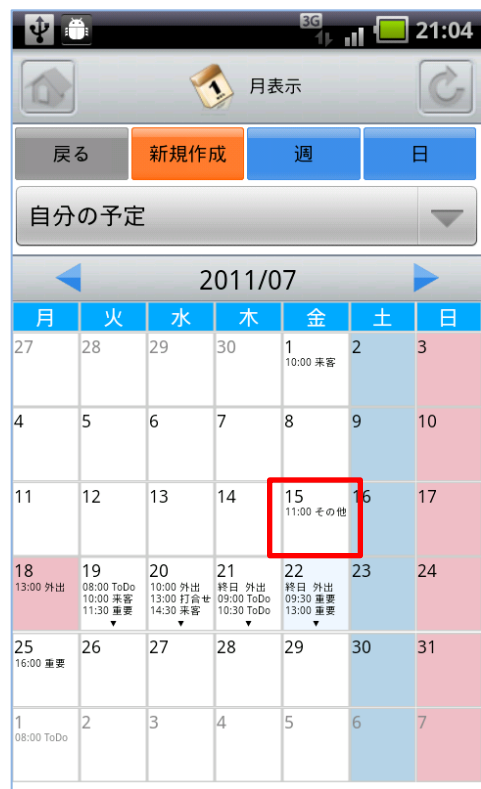 3G 21:04
1 月表示
戻る 新規作成 週 日
自分の予定
2011/07
月 火 水 木 金 土 日
27 28 29 30 1 2 3
10:00 来客
4 5 6 7 8 9 10
11 12 13 14 15 16 17
11:00 その他
18 19 20 21 22 23 24
13:00 外出 08:00 ToDo 10:00 外出 終日 外出 終日 外出
10:00 来客 13:00 打合せ 09:00 ToDo 09:30 重要
11:30 重要 14:30 来客 10:30 ToDo 13:00 重要
25 26 27 28 29 30 31
16:00 重要
1 2 3 4 5 6 7
08:00 ToDo